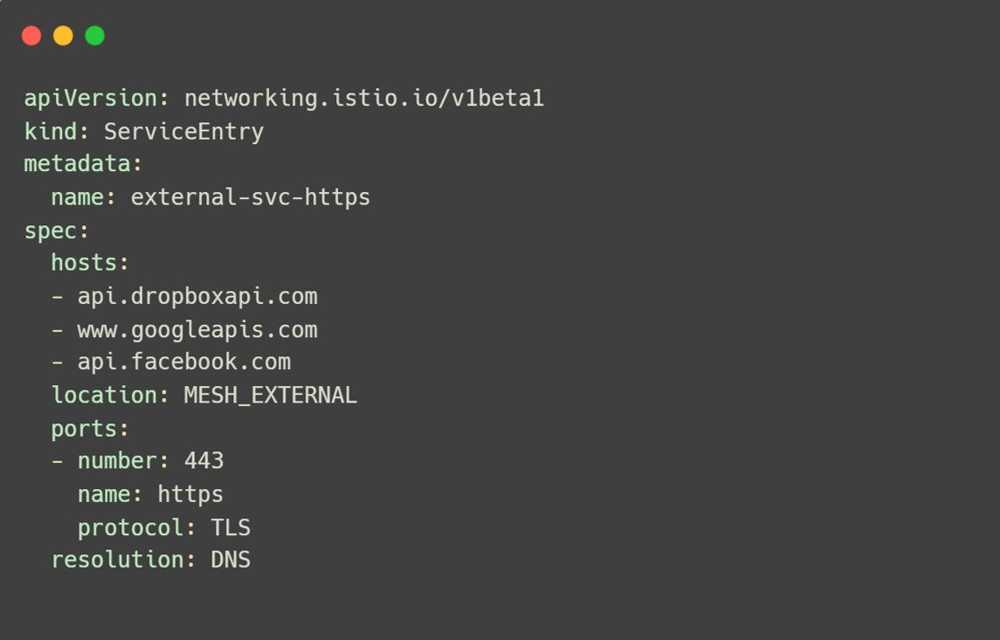 apiVersion: networking.istio.io/v1beta1
kind: ServiceEntry
metadata:
  name: external-svc-https
spec:
  hosts:
  - api.dropboxapi.com
  - www.googleapis.com
  - api.facebook.com
  location: MESH_EXTERNAL
  ports:
  - number: 443
    name: https
    protocol: TLS
  resolution: DNS